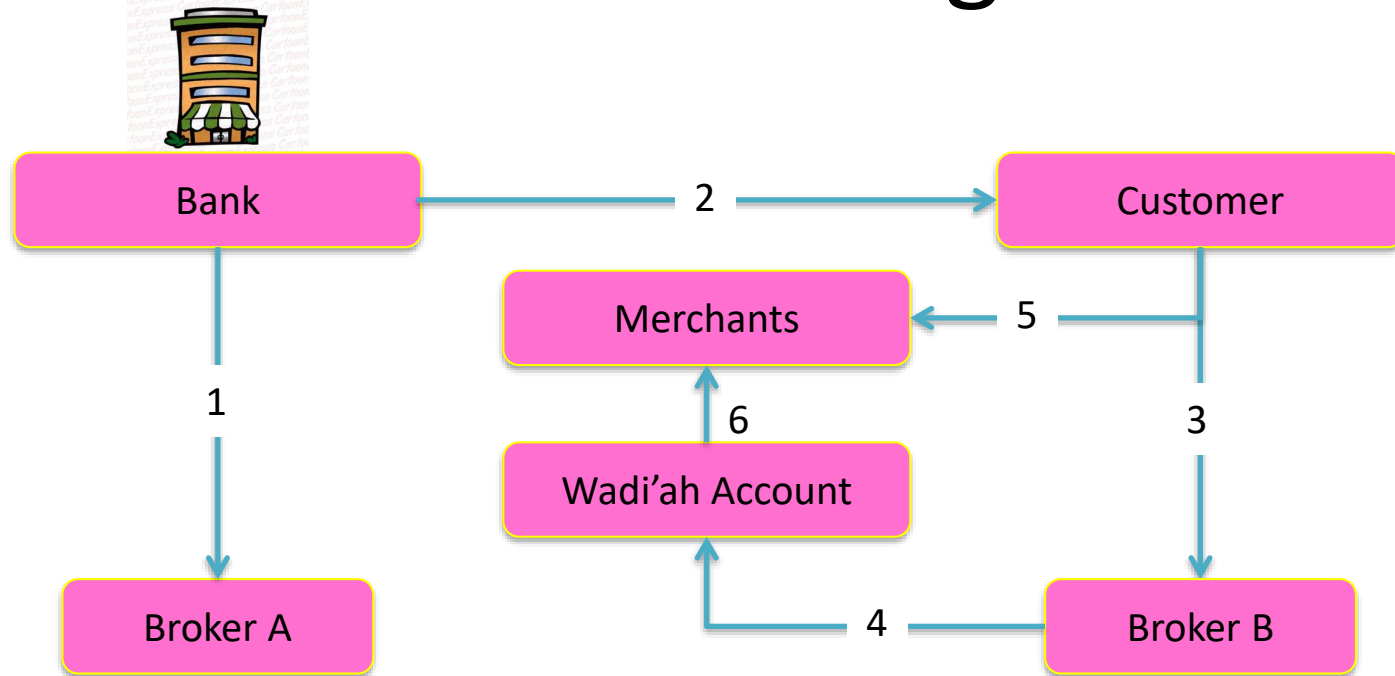 g
Bank
2
Customer
Merchants
5
1
6
3
Wadi’ah Account
Broker A
4
Broker B